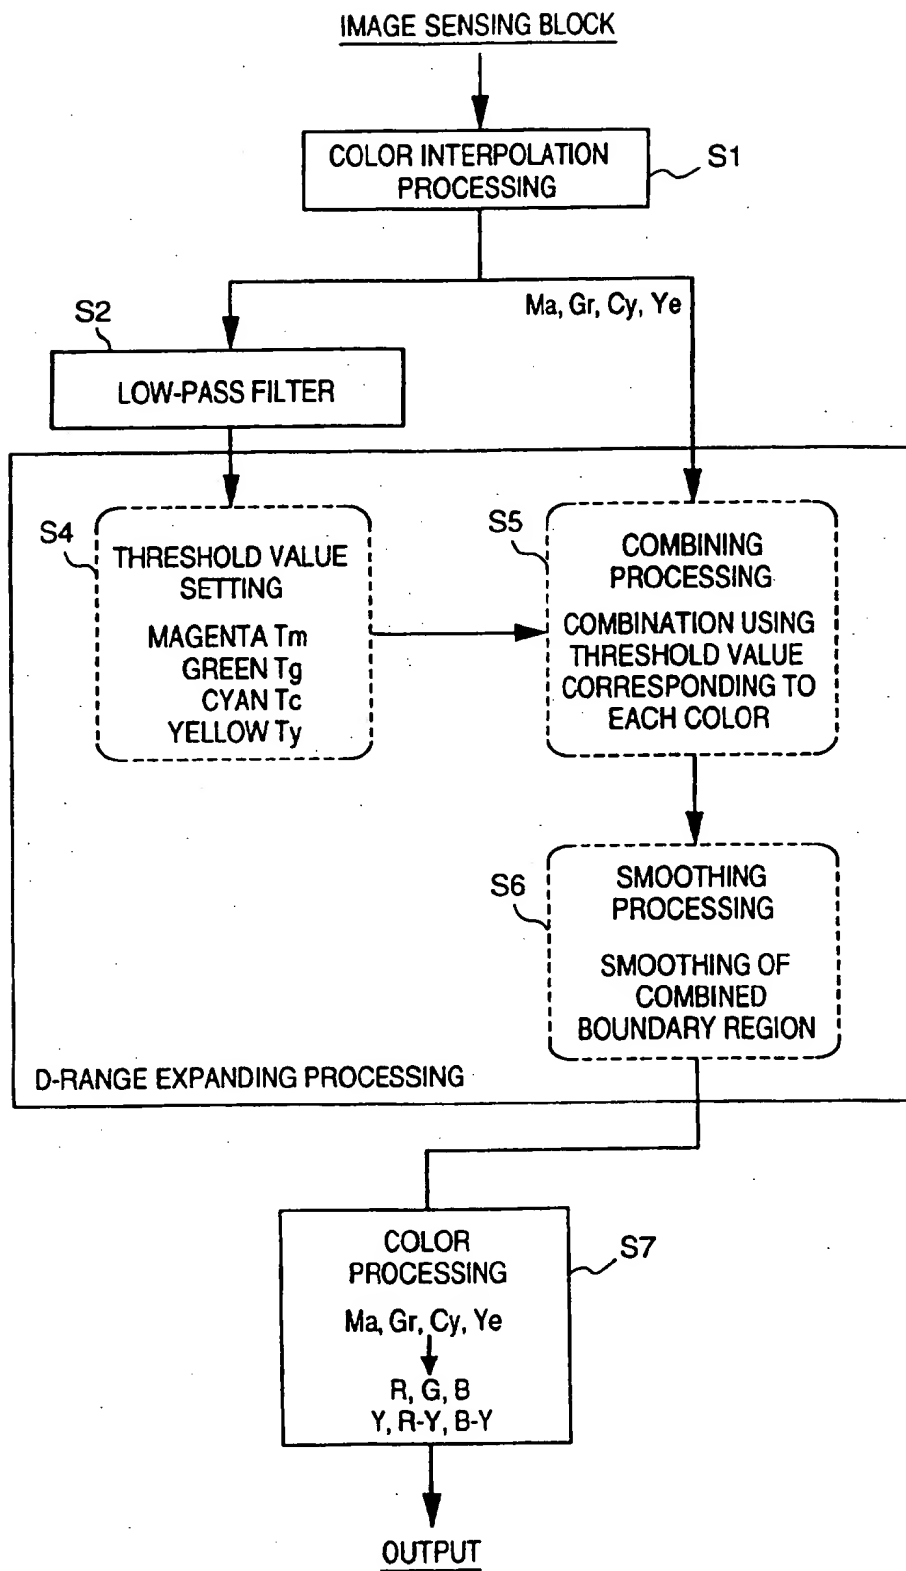 IMAGE SENSING BLOCK
COLOR INTERPOLATION
PROCESSING
S1
S2
Ma, Gr, Cy, Ye
LOW-PASS FILTER
S4
THRESHOLD VALUE
SETTING
MAGENTA Tm
GREEN Tg
CYAN Tc
YELLOW Ty
S5
COMBINING
PROCESSING
COMBINATION USING
THRESHOLD VALUE
CORRESPONDING TO
EACH COLOR
S6
SMOOTHING
PROCESSING
SMOOTHING OF
COMBINED
BOUNDARY REGION
D-RANGE EXPANDING PROCESSING
COLOR
PROCESSING
S7
Ma, Gr, Cy, Ye
R, G, B
Y, R-Y, B-Y
OUTPUT